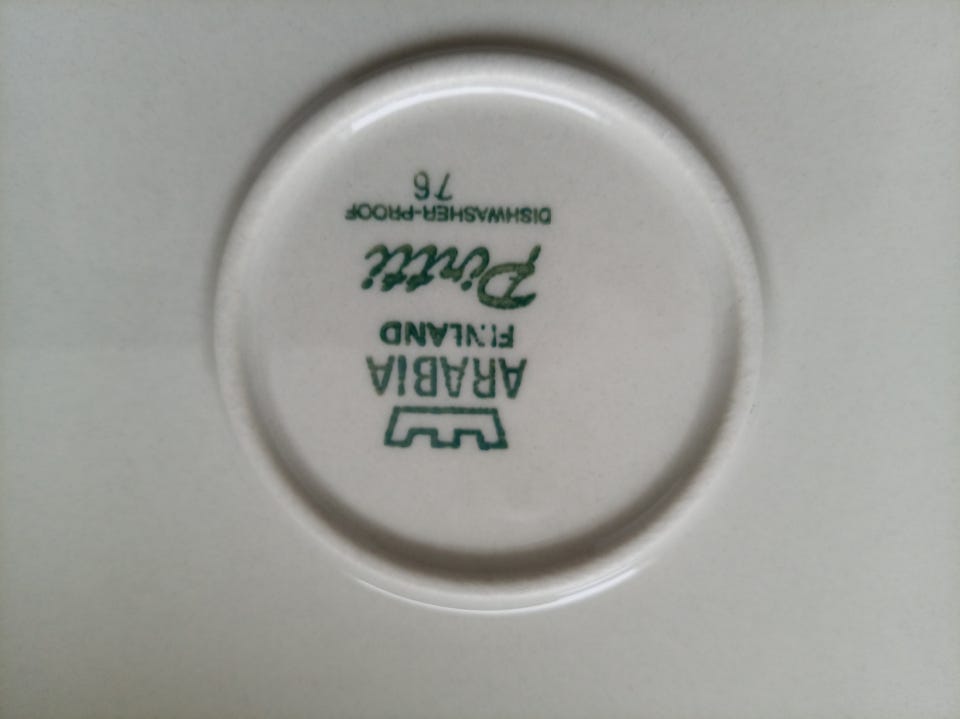 ARABIA
FINLAND
Pirtti
DISHWASHER-PROOF
76